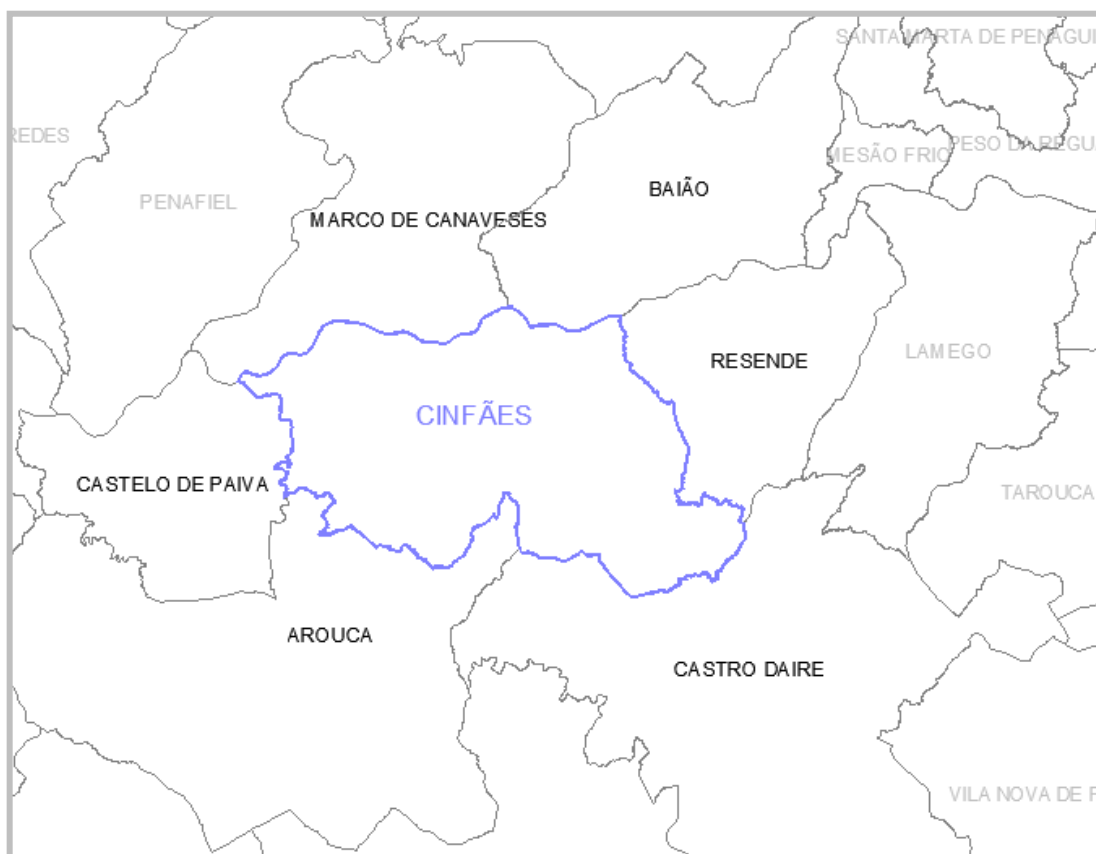 SANTA MARTA DE PENAGUI
REDES
MESÃO FRIO
PESO DA RÉGUA
BAIÃO
PENAFIEL
MARCO DE CANAVESES
LAMEGO
RESENDE
CINFÃES
CASTELO DE PAIVA
TAROUCA
AROUCA
CASTRO DAIRE
VILA NOVA DE